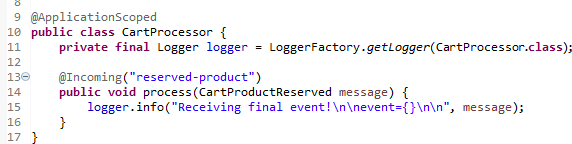 8
9 @ApplicationScoped
10 public class CartProcessor {
11     private final Logger logger = LoggerFactory.getLogger(CartProcessor.class);
12
13     @Incoming("reserved-product")
14     public void process(CartProductReserved message) {
15         logger.info("Receiving final event!\n\nevent={}\n\n", message);
16     }
17 }